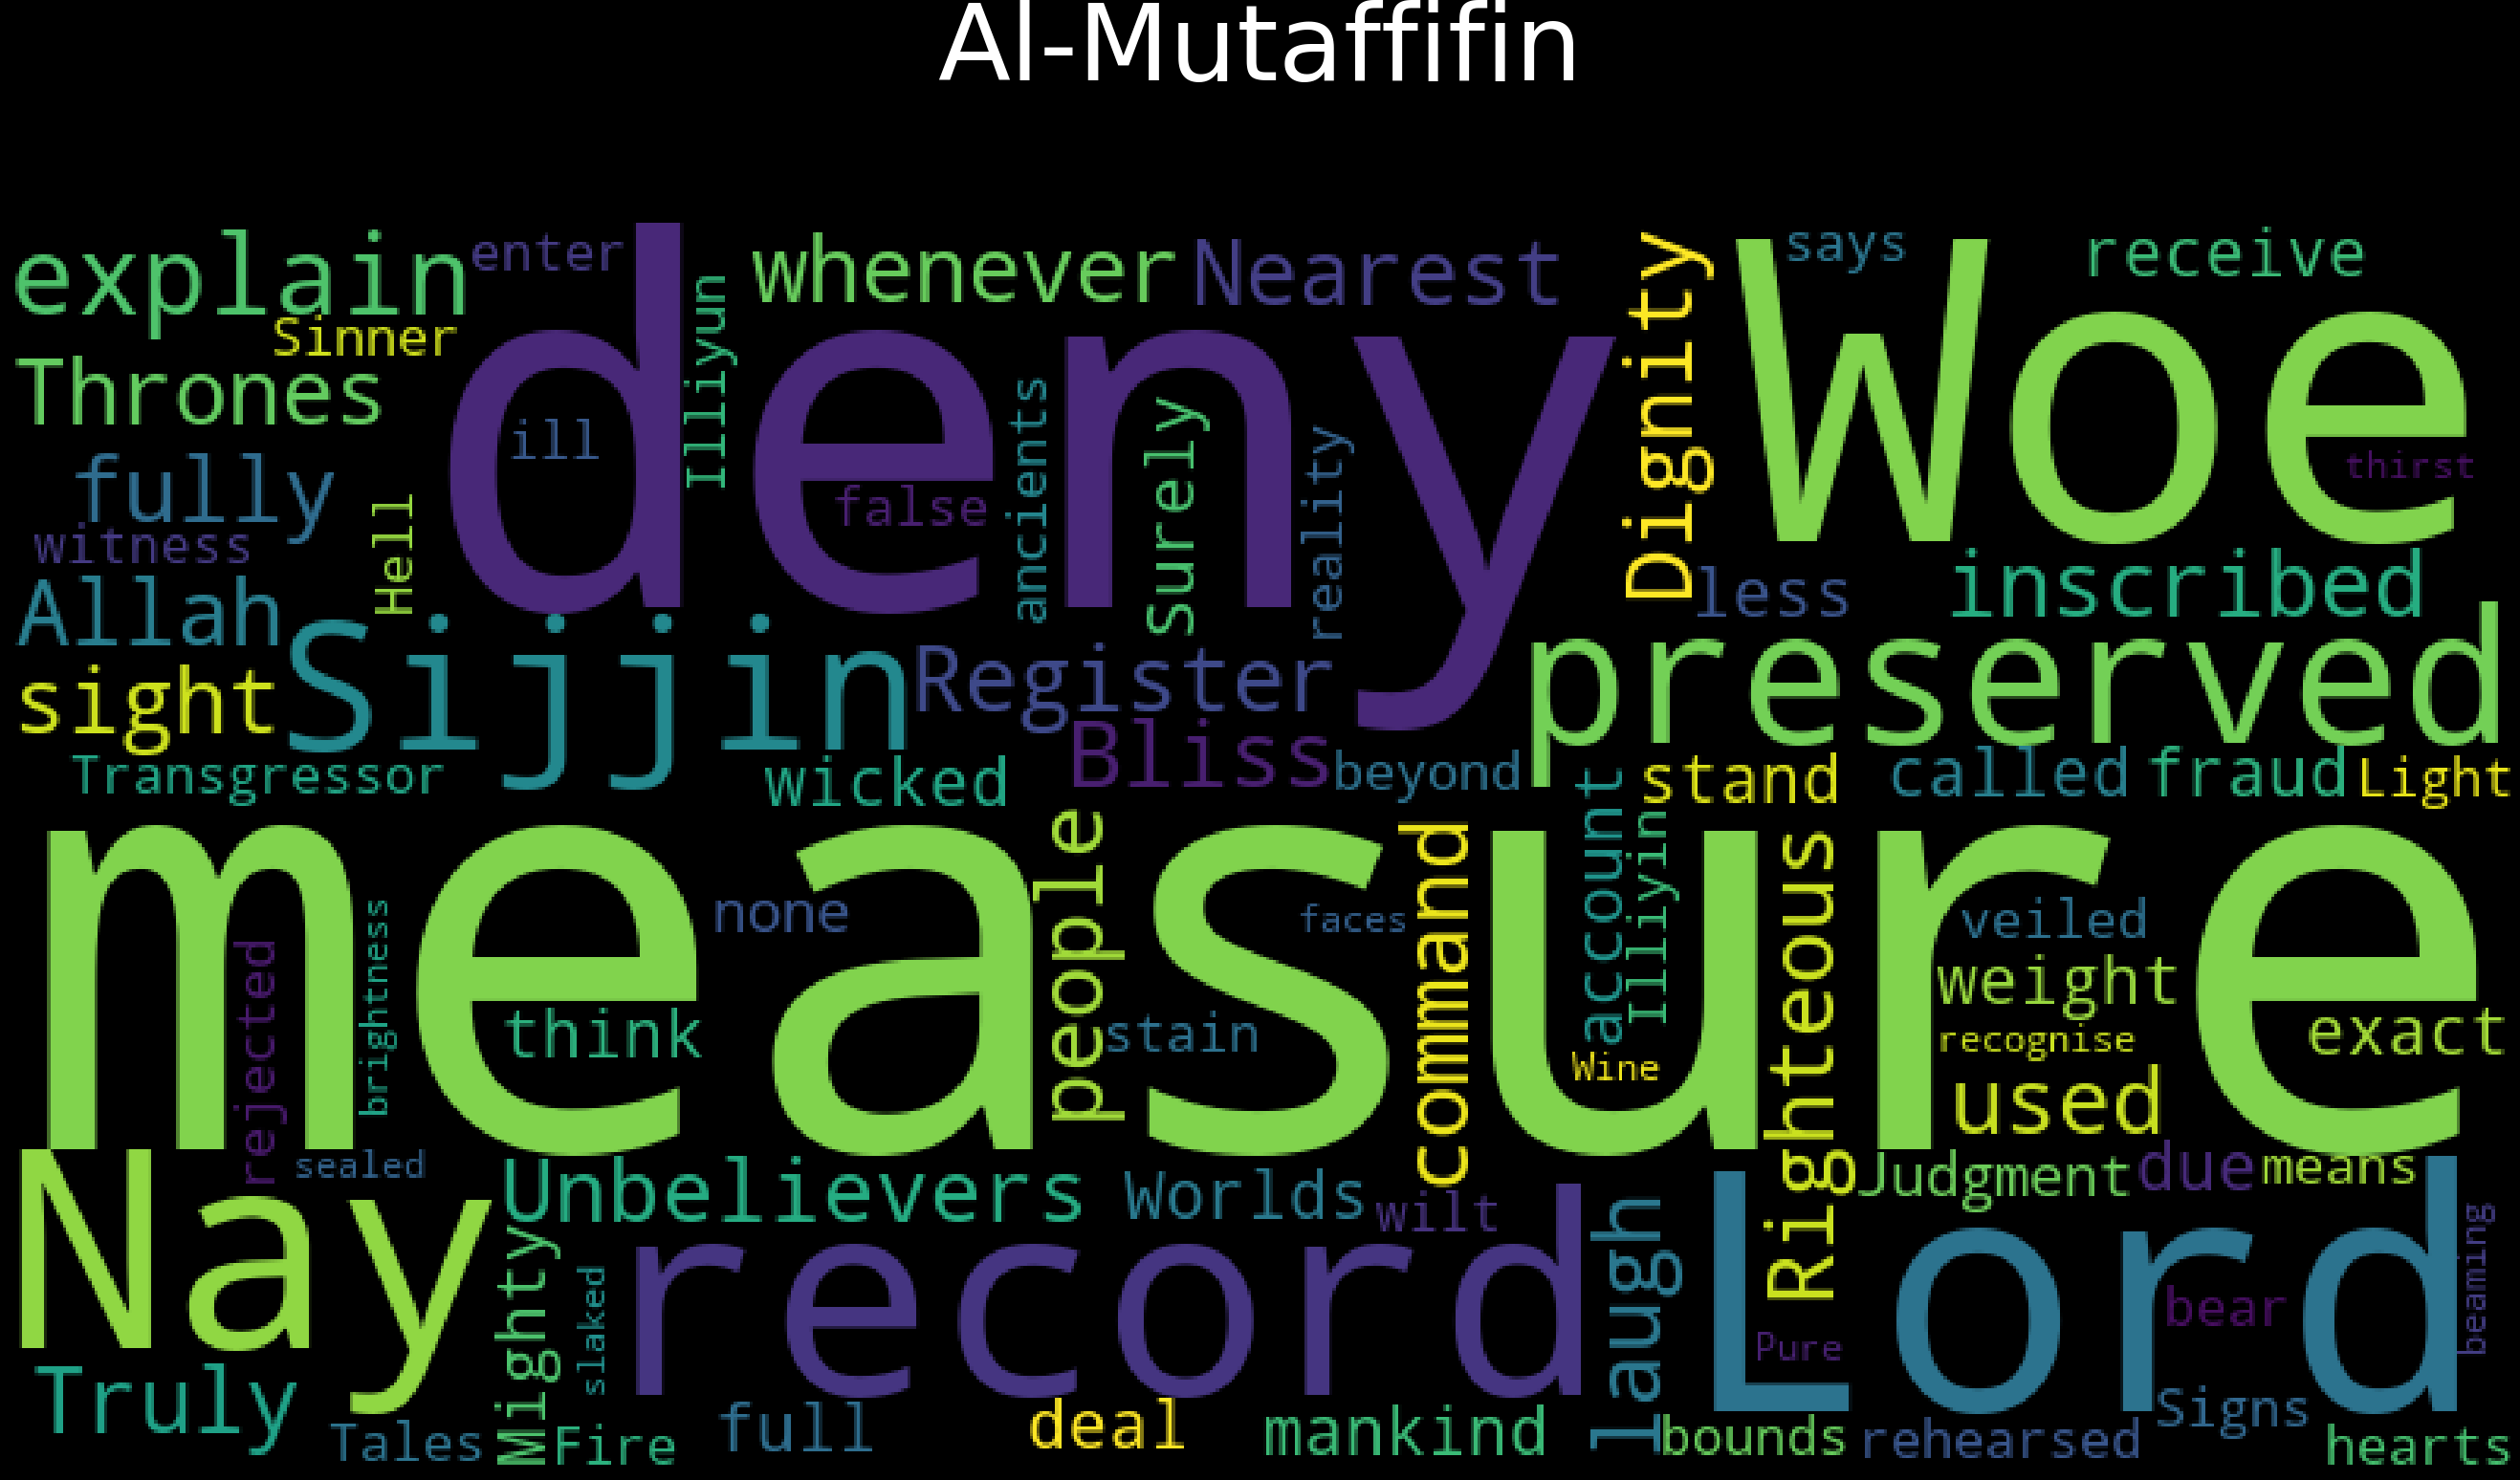 Al-Mutaffifin
explain
enter
whenever
Nearest
Dignity
says
receive
Sinner
Illiyun
deny
Woe
Thrones
ill
false
ancients
Surely
reality
thirst
fully
witness
Hell
Allah
less
inscribed
sight
Sijjin
Register
preserved
Transgressor
wicked
Bliss
beyond
stand
called
fraud
Light
measure
people
none
faces
command
account
Illiyin
Righteous
veiled
weight
rejected
brightness
think
stain
Wine
recognise
exact
used
Nay
sealed
Unbelievers
Worlds
wilt
Judgment
due
means
Mighty
slaked
record
laugh
Lord
bear
Pure
beaming
Truly
Tales
Fire
full
deal
mankind
bounds
rehearsed
Signs
hearts